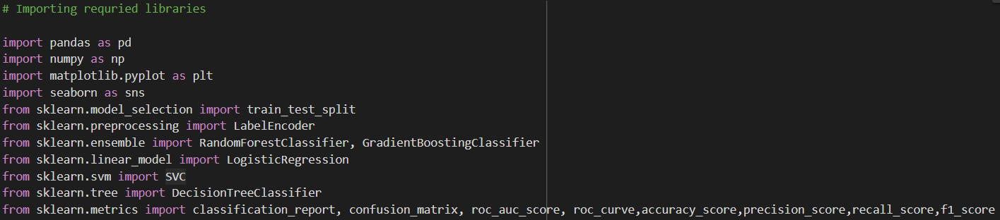 # Importing requried libraries
import pandas as pd
import numpy as np
import matplotlib.pyplot as plt
import seaborn as sns
from sklearn.model_selection import train_test_split
from sklearn.preprocessing import LabelEncoder
from sklearn.ensemble import RandomForestClassifier, GradientBoostingClassifier
from sklearn.linear_model import LogisticRegression
from sklearn.svm import SVC
from sklearn.tree import DecisionTreeClassifier
from sklearn.metrics import classification_report, confusion_matrix, roc_auc_score, roc_curve,accuracy_score,precision_score,recall_score,f1_score